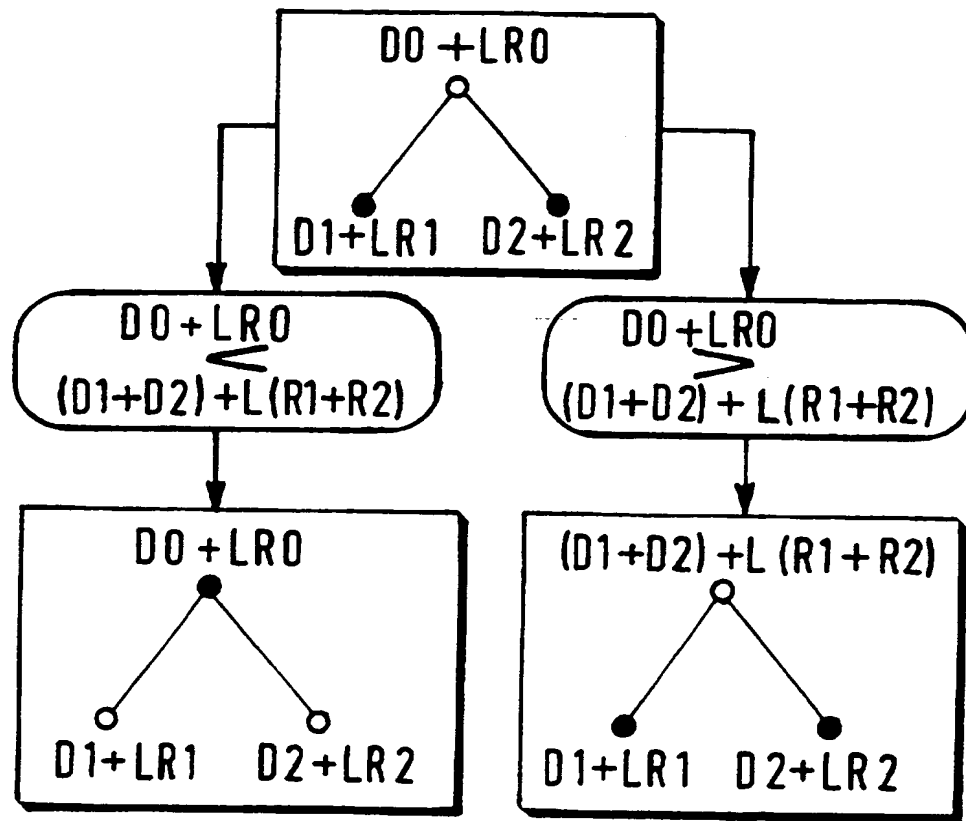 D0+LR0
D1+LR1 D2+LR2
D0+LR0
<
(D1+D2)+L(R1+R2)
D0+LR0
>
(D1+D2)+L(R1+R2)
D0+LR0
D1+LR1 D2+LR2
(D1+D2)+L(R1+R2)
D1+LR1 D2+LR2